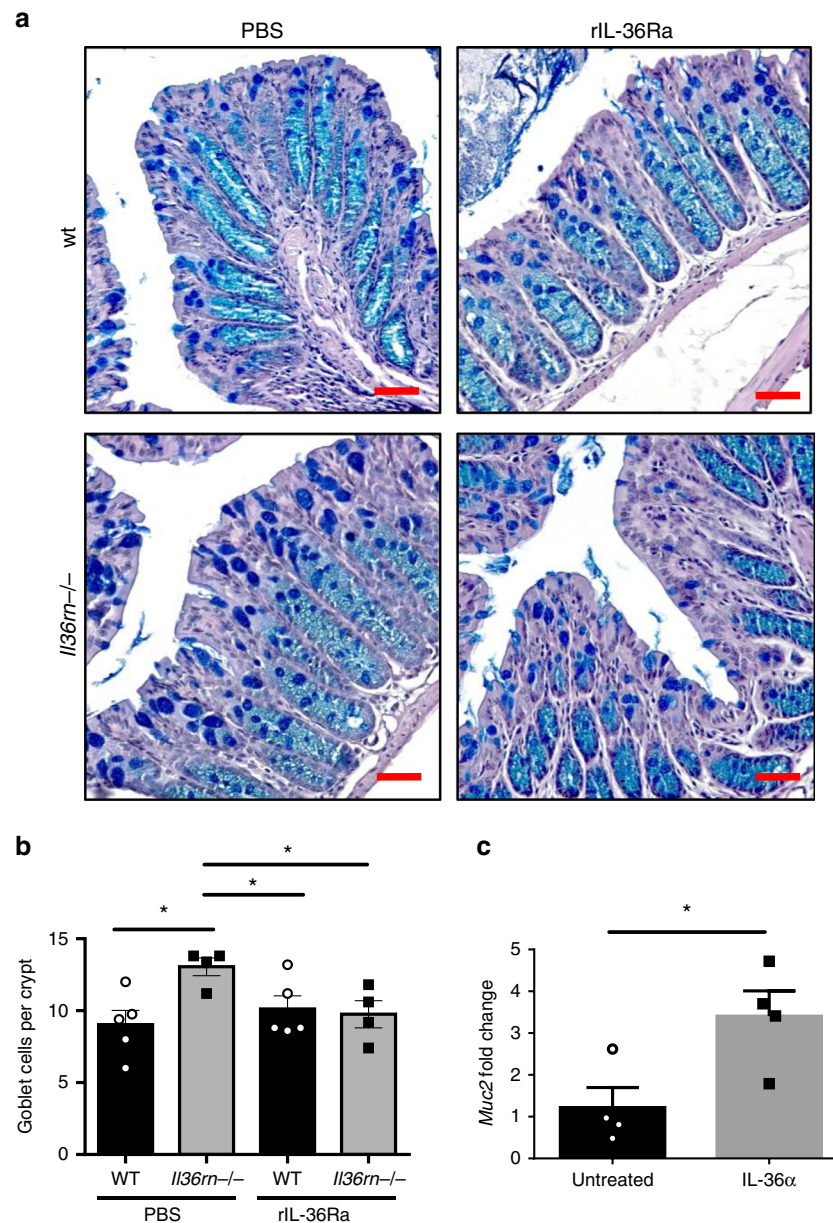 a
PBS
rIL-36Ra
wt
Il36rn–/–
b
*
*
*
Goblet cells per crypt
15
10
5
0
WT
Il36rn–/–
WT
Il36rn–/–
PBS
rIL-36Ra
c
*
Muc2 fold change
5
4
3
2
1
0
Untreated
IL-36α